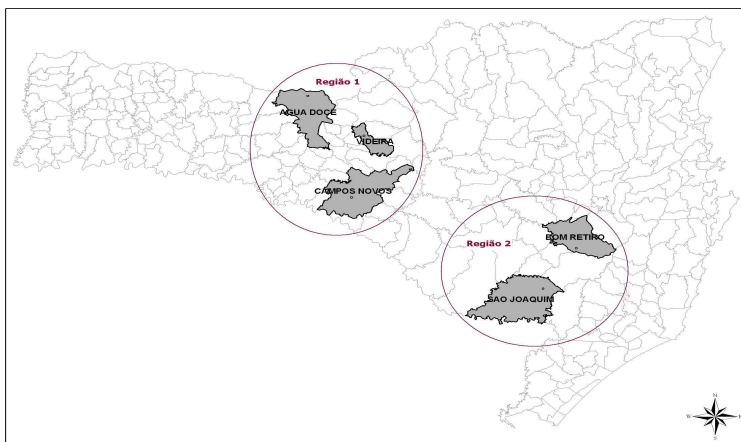 Região 1
AGUA DOCE
VIDEIRA
CAMPOS NOVOS
Região 2
BOM RETIRO
SAO JOAQUIM
N
W
S